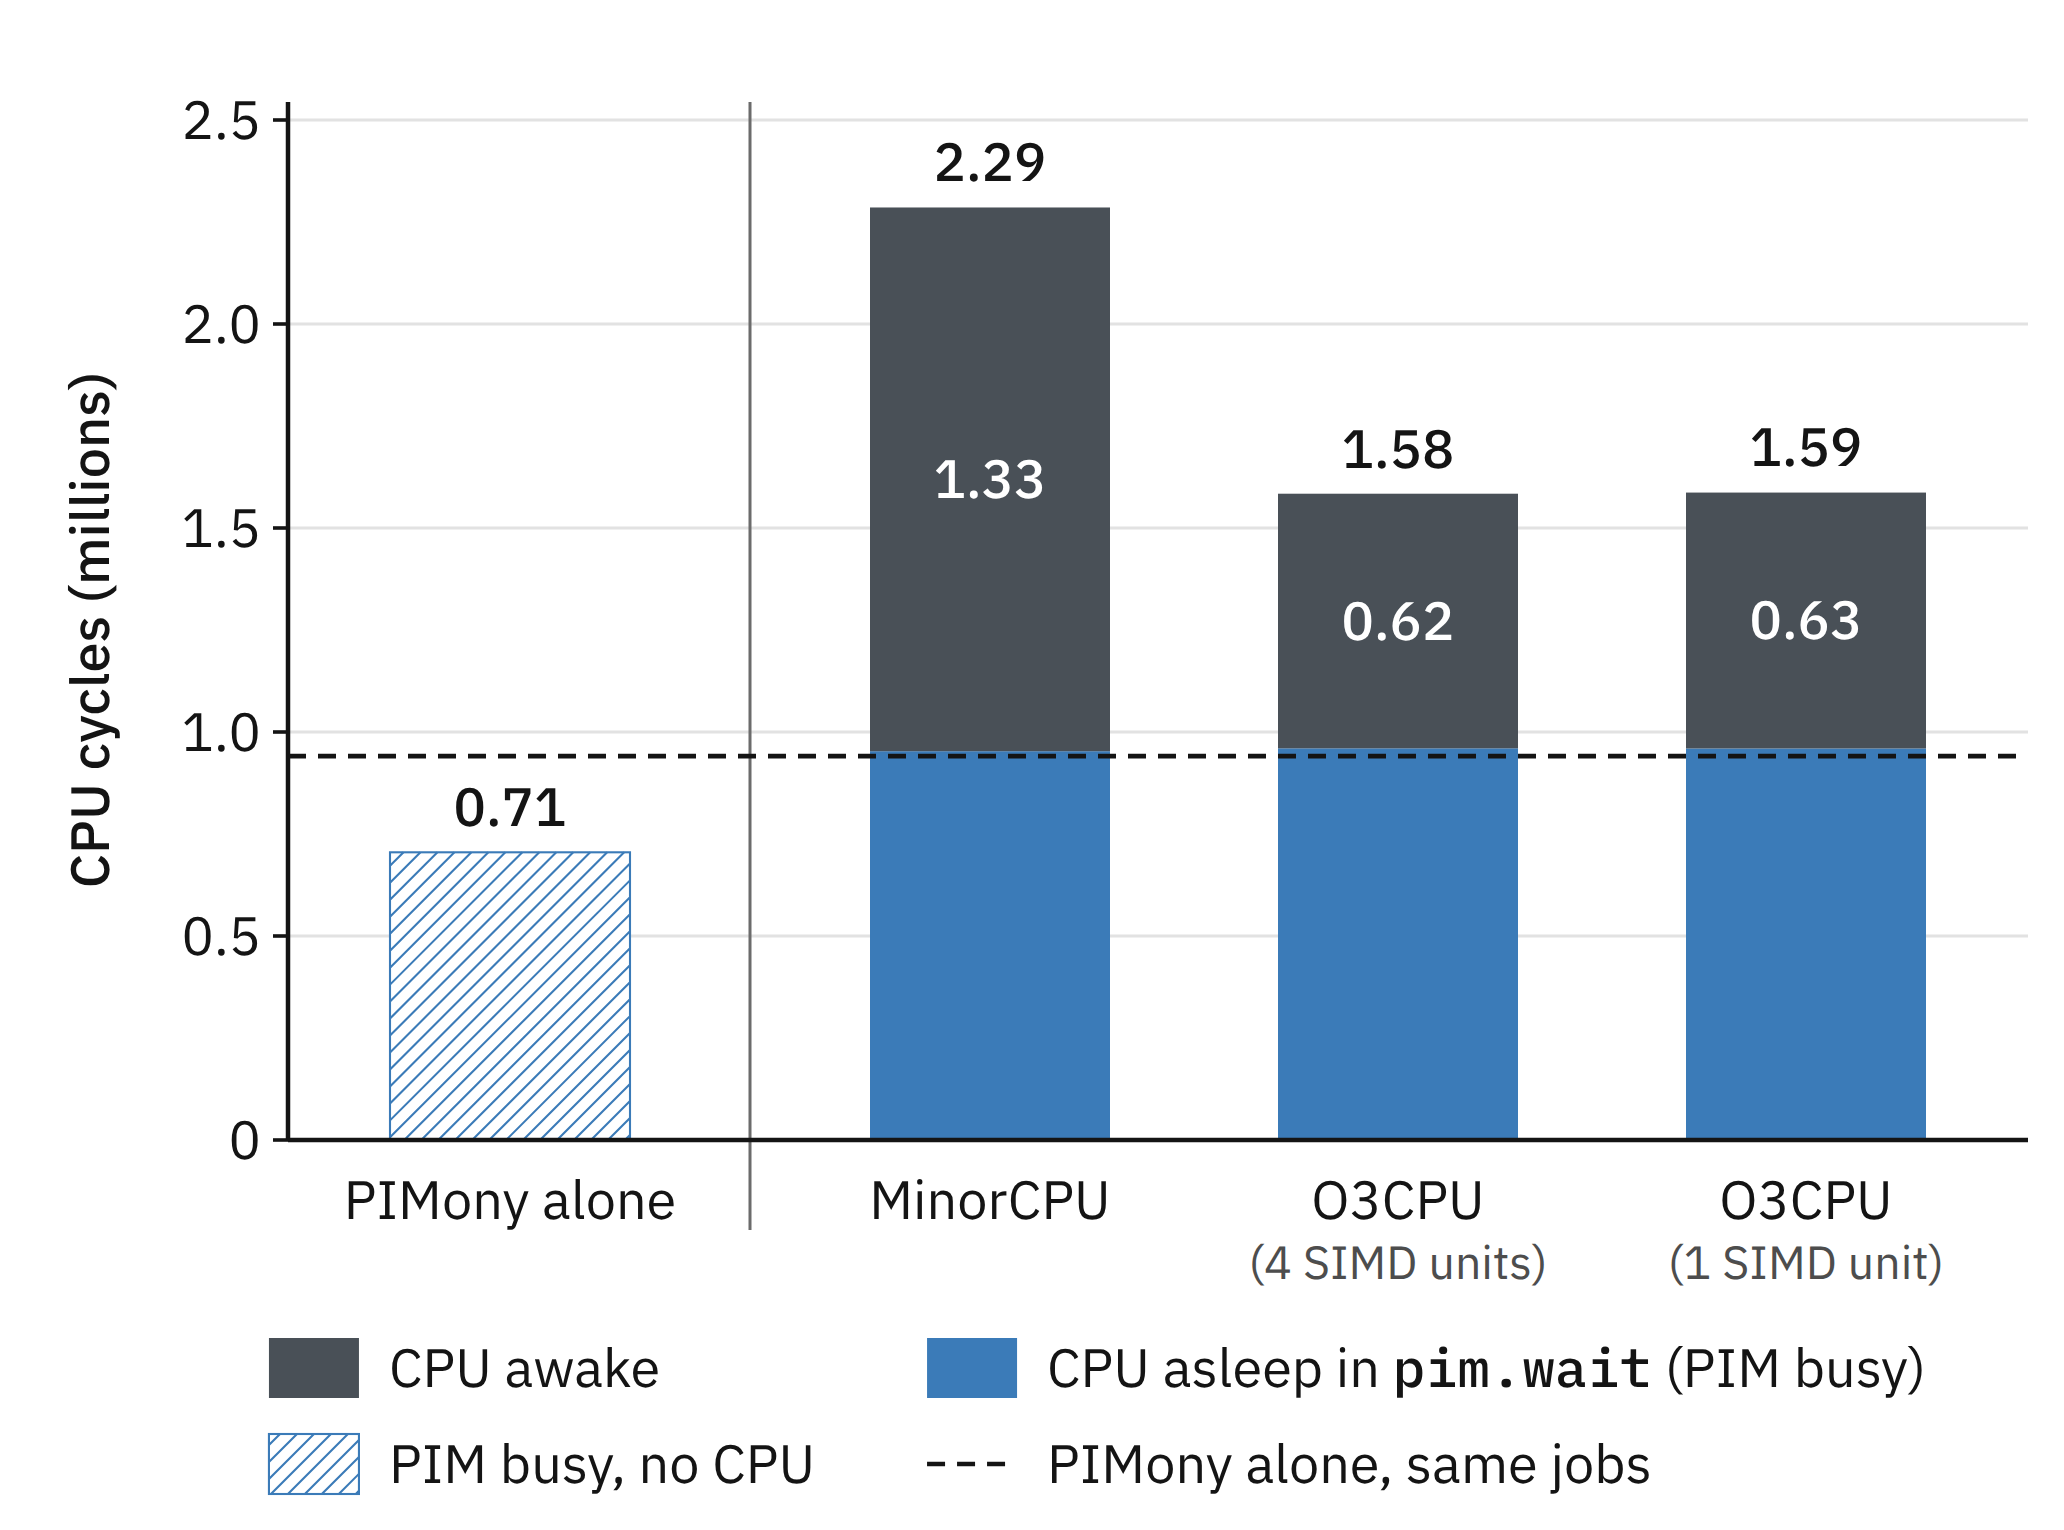 2.5
2.0
1.5
1.0
0.5
0
CPU cycles (millions)
0.71
2.29
1.33
1.58
0.62
1.59
0.63
PIMony alone
MinorCPU
O3CPU
(4 SIMD units)
O3CPU
(1 SIMD unit)
CPU awake
CPU asleep in pim.wait (PIM busy)
PIM busy, no CPU
PIMony alone, same jobs